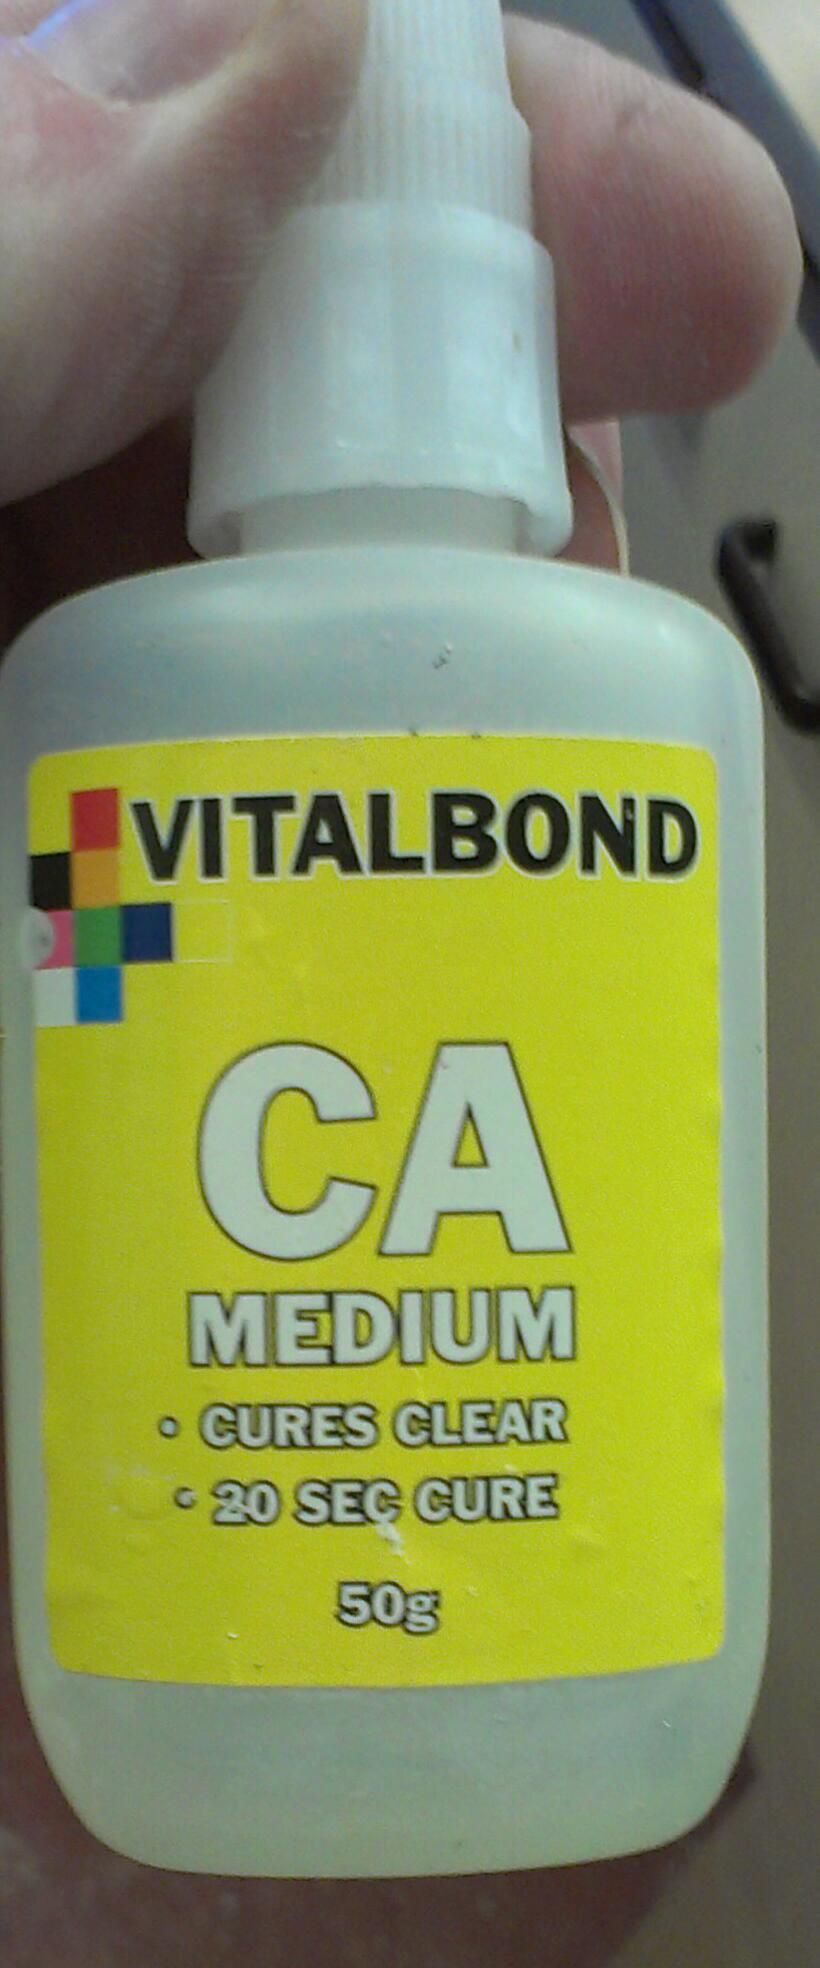 VITALBOND
CA
MEDIUM
• CURES CLEAR
• 20 SEC CURE
50g